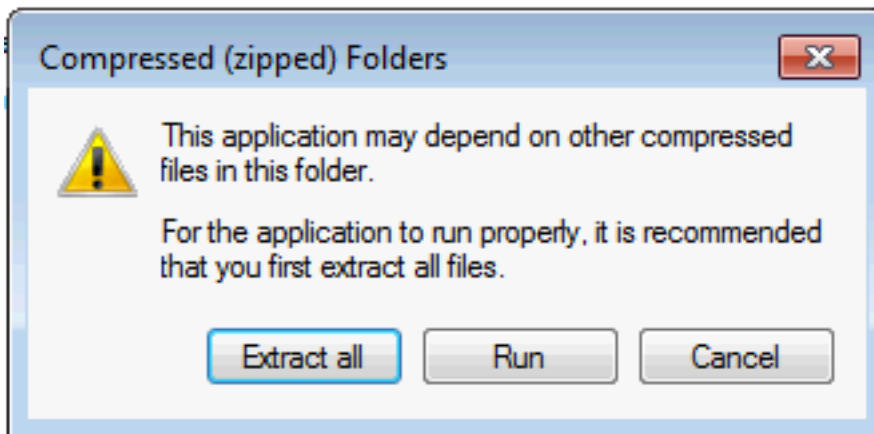 Compressed (zipped) Folders
This application may depend on other compressed
files in this folder.
For the application to run properly, it is recommended
that you first extract all files.
Extract all
Run
Cancel